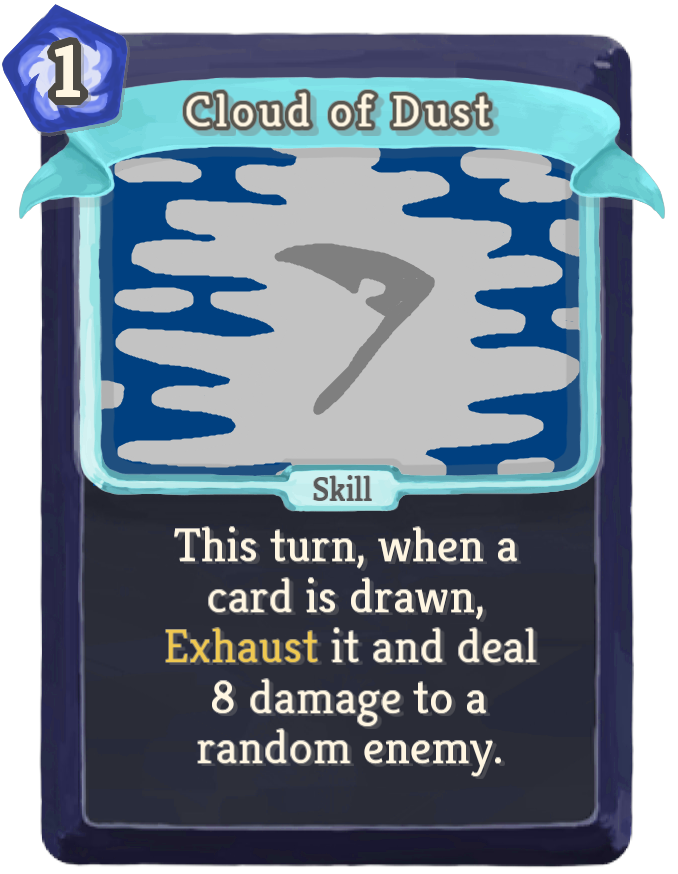 1
Cloud of Dust
Skill
This turn, when a
card is drawn,
Exhaust it and deal
8 damage to a
random enemy.